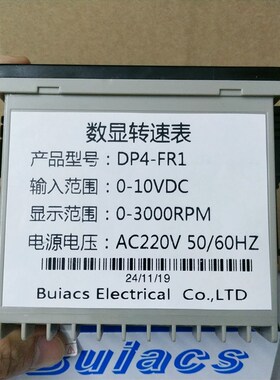 数显转速表
产品型号: DP4-FR1
输入范围: 0-10VDC
显示范围: 0-3000RPM
电源电压: AC220V 50/60HZ
24/11/19
Buiacs Electrical Co.,LTD
Buiacs